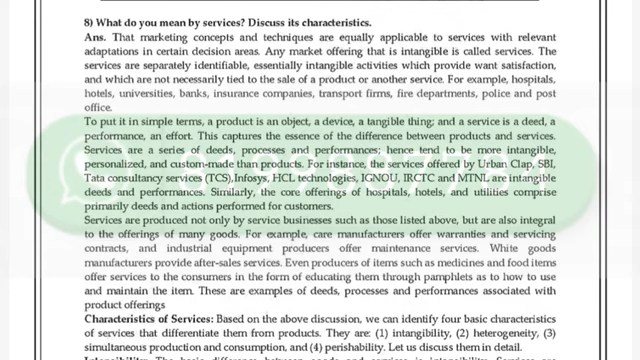 8) What do you mean by services? Discuss its characteristics.
Ans. That marketing concepts and techniques are equally applicable to services with relevant
adaptations in certain decision areas. Any market offering that is intangible is called services. The
services are separately identifiable, essentially intangible activities which provide want satisfaction,
and which are not necessarily tied to the sale of a product or another service. For example, hospitals,
hotels, universities, banks, insurance companies, transport firms, fire departments, police and post
office.
To put it in simple terms, a product is an object, a device, a tangible thing; and a service is a deed, a
performance, an effort. This captures the essence of the difference between products and services.
Services are a series of deeds, processes and performances; hence tend to be more intangible,
personalized, and custom-made than products. For instance, the services offered by Urban Clap, SBI,
Tata consultancy services (TCS),Infosys, HCL technologies, IGNOU, IRCTC and MTNL are intangible
deeds and performances. Similarly, the core offerings of hospitals, hotels, and utilities comprise
primarily deeds and actions performed for customers.
Services are produced not only by service businesses such as those listed above, but are also integral
to the offerings of many goods. For example, care manufacturers offer warranties and servicing
contracts, and industrial equipment producers offer maintenance services. White goods
manufacturers provide after-sales services. Even producers of items such as medicines and food items
offer services to the consumers in the form of educating them through pamphlets as to how to use
and maintain the item. These are examples of deeds, processes and performances associated with
product offerings
Characteristics of Services: Based on the above discussion, we can identify four basic characteristics
of services that differentiate them from products. They are: (1) intangibility, (2) heterogeneity, (3)
simultaneous production and consumption, and (4) perishability. Let us discuss them in detail.